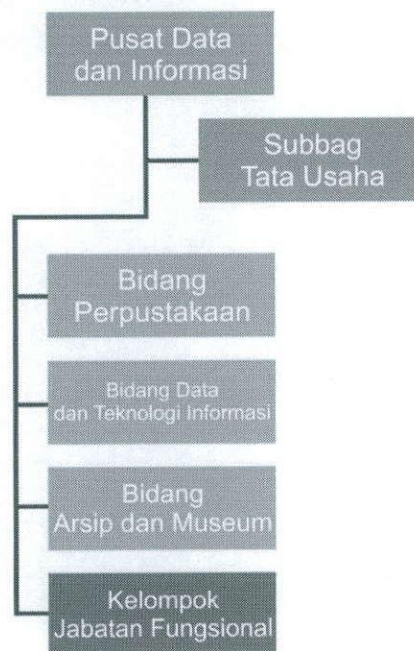 Pusat Data
dan Informasi
Subbag
Tata Usaha
Bidang
Perpustakaan
Bidang Data
dan Teknologi Informasi
Bidang
Arsip dan Museum
Kelompok
Jabatan Fungsional